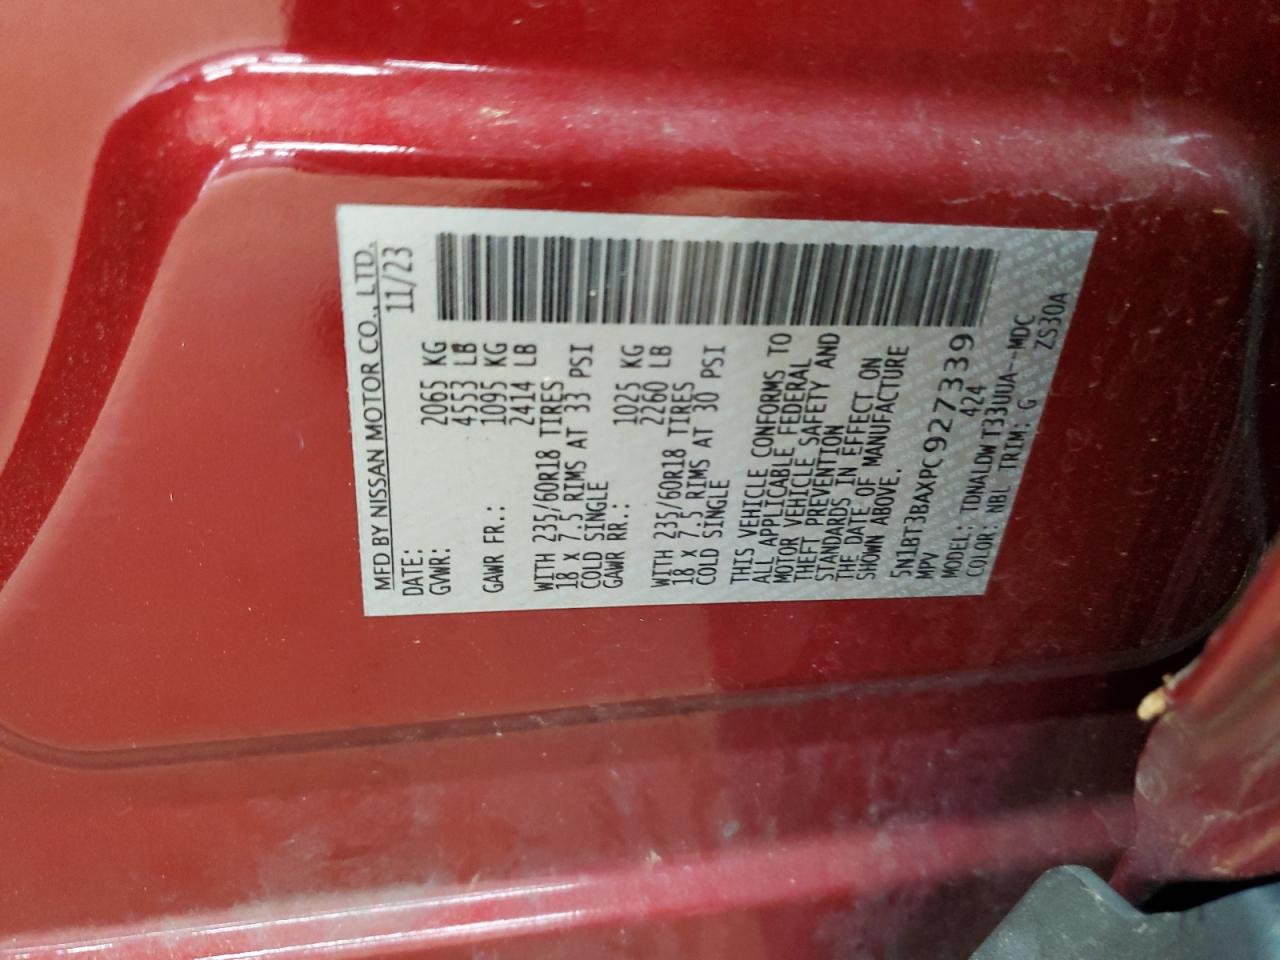 MFD BY NISSAN MOTOR CO., LTD.
DATE: 11/23
GVWR: 2065 KG
4553 LB
GAWR FR.: 1095 KG
2414 LB
WITH 235/60R18 TIRES
18 X 7.5 RIMS AT 33 PSI
COLD SINGLE
GAWR RR.: 1025 KG
2260 LB
WITH 235/60R18 TIRES
18 X 7.5 RIMS AT 30 PSI
COLD SINGLE
THIS VEHICLE CONFORMS TO
ALL APPLICABLE FEDERAL
MOTOR VEHICLE SAFETY AND
THEFT PREVENTION
STANDARDS IN EFFECT ON
THE DATE OF MANUFACTURE
SHOWN ABOVE.
5N1BT3BAXPC927339
MPV 424
MODEL: TDNALDWT33UUA--MDC
COLOR: NBL TRIM: G ZS30A